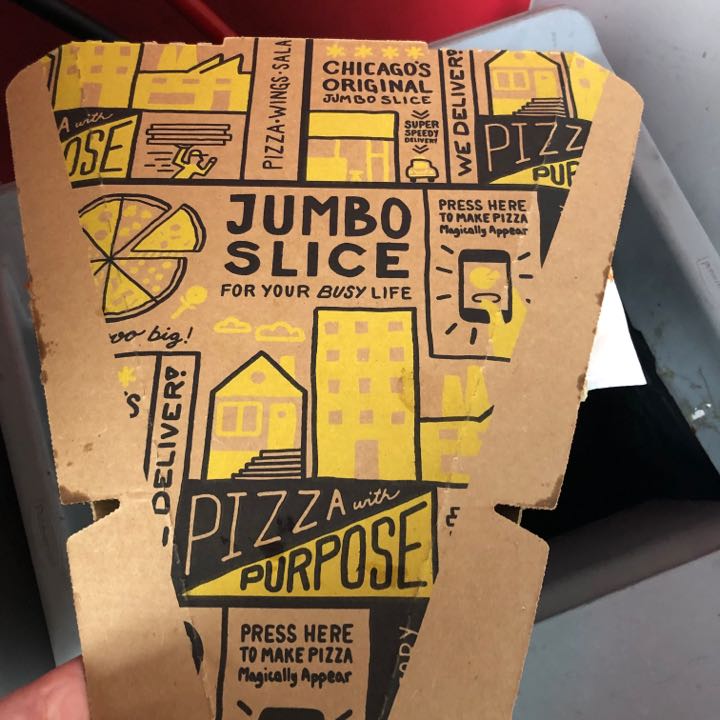 PIZZA•WINGS•SALA
CHICAGO'S
ORIGINAL
JUMBO SLICE
SUPER
SPEEDY
DELIVERY
WE DELIVER!
PIZZ
PUR
A with
OSE
JUMBO
SLICE
FOR YOUR BUSY LIFE
PRESS HERE
TO MAKE PIZZA
Magically Appear
oo big!
'S
DELIVER!
&
PIZZA with
PURPOSE
PRESS HERE
TO MAKE PIZZA
Magically Appear
ORY